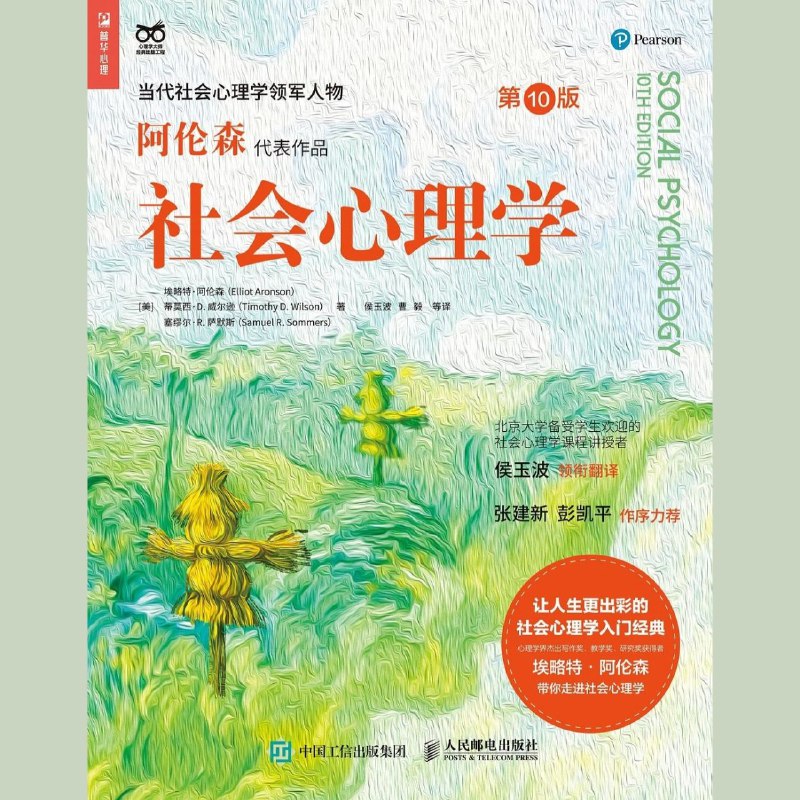 普华心理
心理学大师
经典教材工程
Pearson
当代社会心理学领军人物
第10版
阿伦森 代表作品
社会心理学
SOCIAL PSYCHOLOGY
10TH EDITION
埃略特·阿伦森 (Elliot Aronson)
[美] 蒂莫西·D. 威尔逊 (Timothy D. Wilson) 著 侯玉波 曹 毅 等译
塞缪尔·R. 萨默斯 (Samuel R. Sommers)
北京大学备受学生欢迎的
社会心理学课程讲授者
侯玉波 领衔翻译
张建新 彭凯平 作序力荐
让人生更出彩的
社会心理学入门经典
心理学界杰出写作奖、教学奖、研究奖获得者
埃略特·阿伦森
带你走进社会心理学
中国工信出版集团
人民邮电出版社
POSTS & TELECOM PRESS